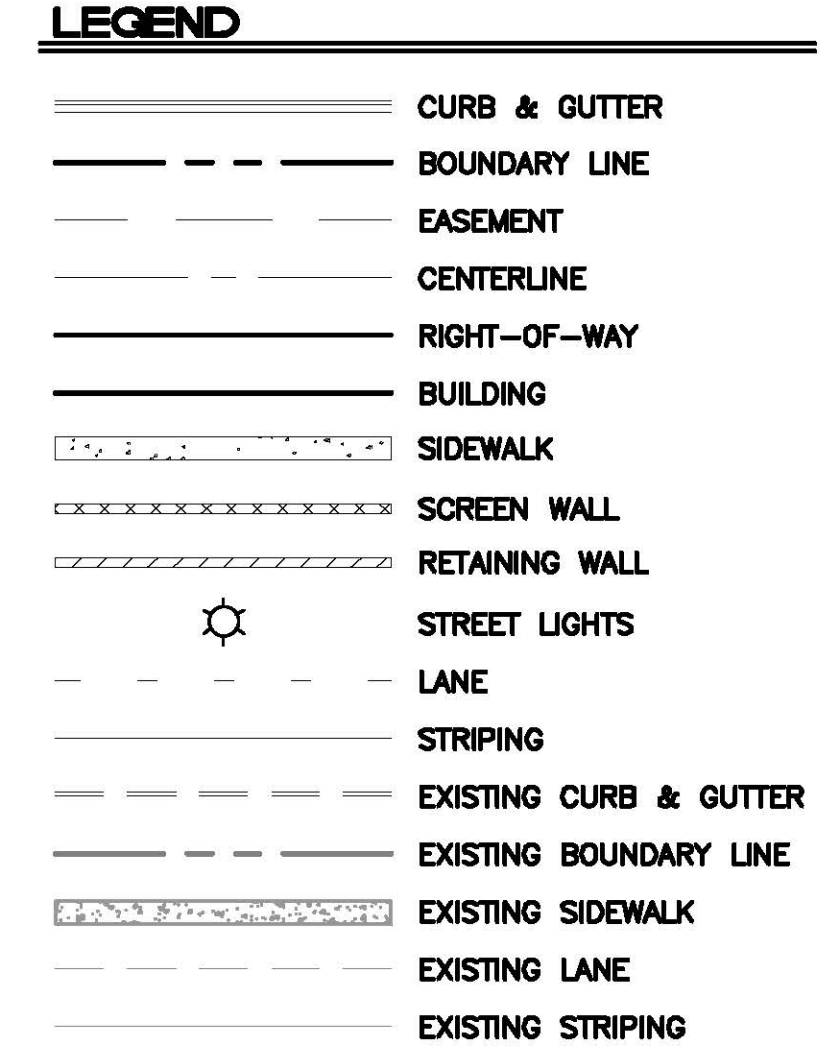 LEGEND
CURB & GUTTER
BOUNDARY LINE
EASEMENT
CENTERLINE
RIGHT-OF-WAY
BUILDING
SIDEWALK
SCREEN WALL
RETAINING WALL
STREET LIGHTS
LANE
STRIPING
EXISTING CURB & GUTTER
EXISTING BOUNDARY LINE
EXISTING SIDEWALK
EXISTING LANE
EXISTING STRIPING